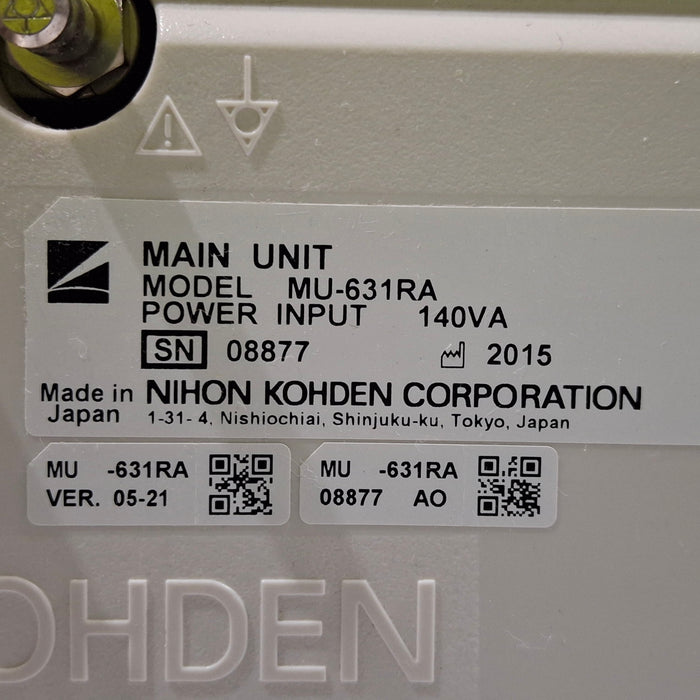 MAIN UNIT
MODEL MU-631RA
POWER INPUT 140VA
SN 08877 2015
Made in Japan NIHON KOHDEN CORPORATION
1-31-4, Nishiochiai, Shinjuku-ku, Tokyo, Japan
MU -631RA
VER. 05-21
MU -631RA
08877 AO
OHDEN